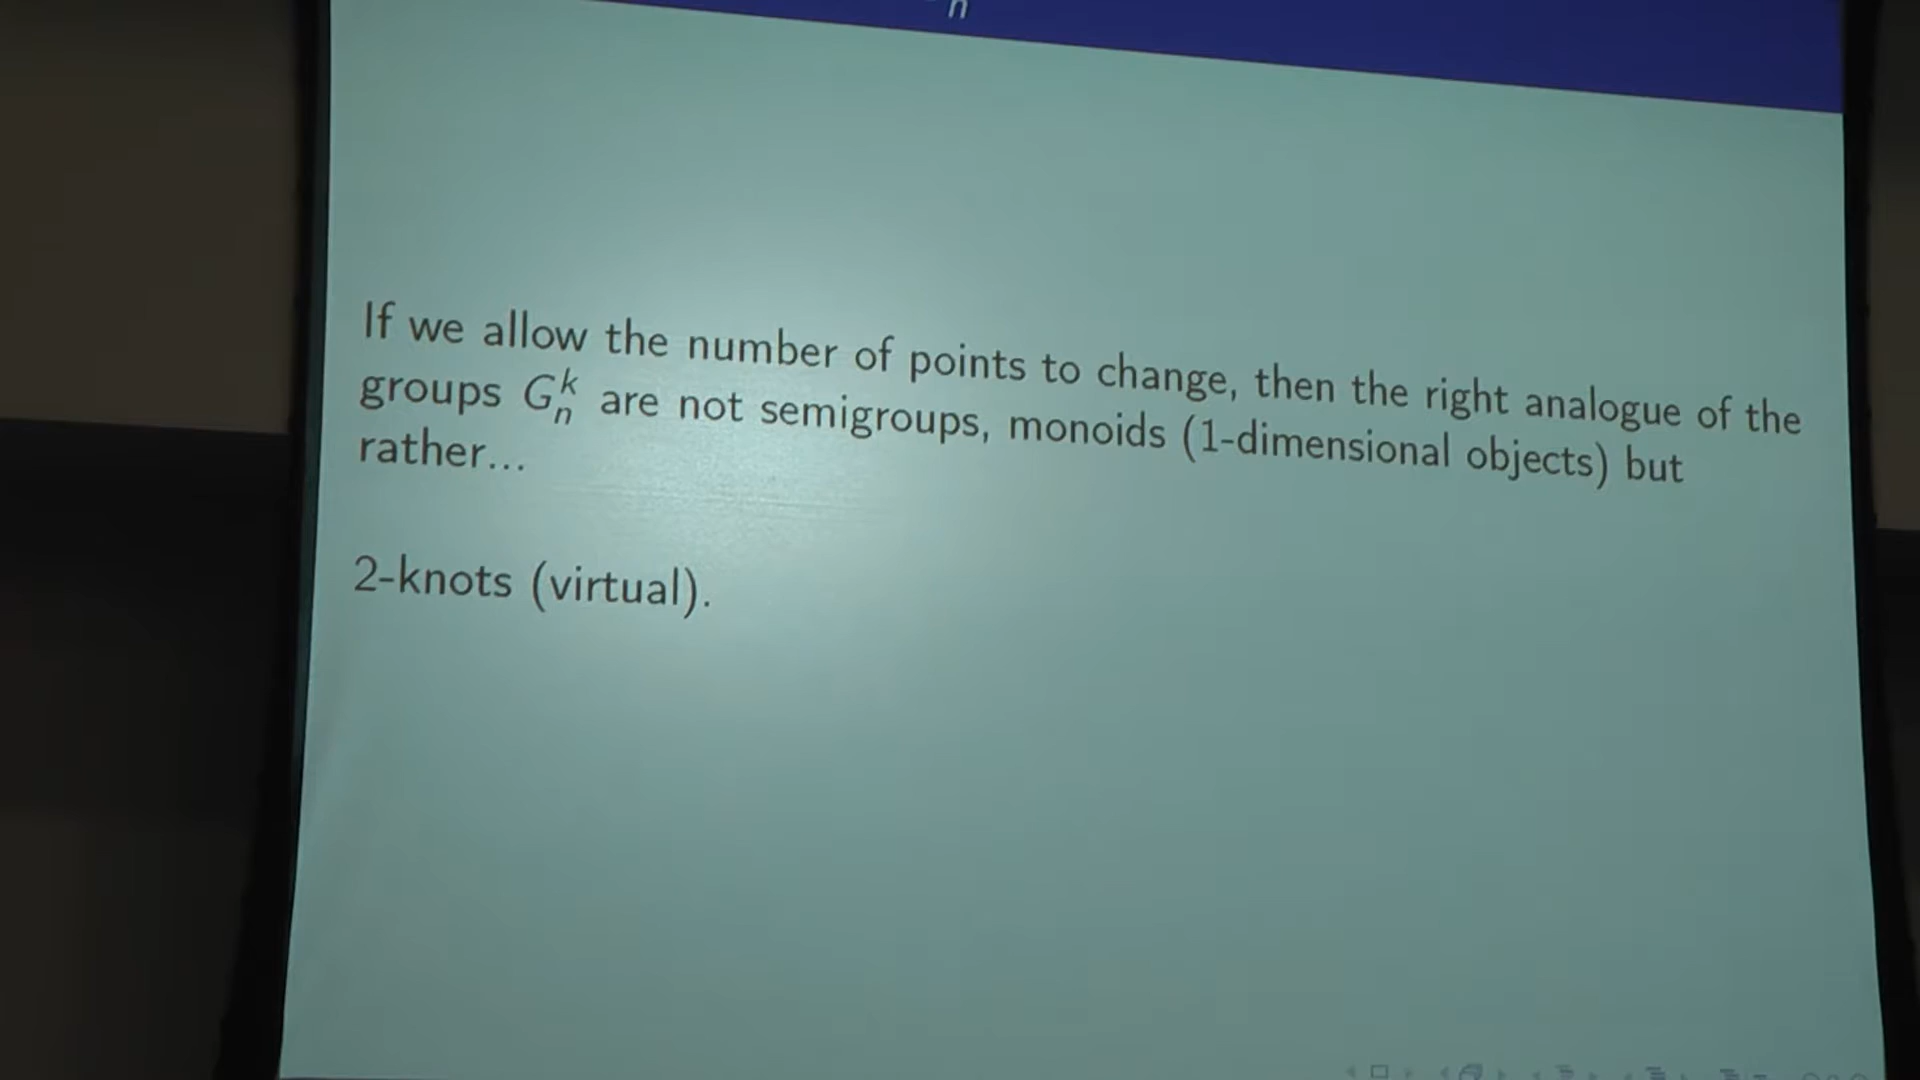 n
If we allow the number of points to change, then the right analogue of the
groups $G_n^k$ are not semigroups, monoids (1-dimensional objects) but
rather...
2-knots (virtual).